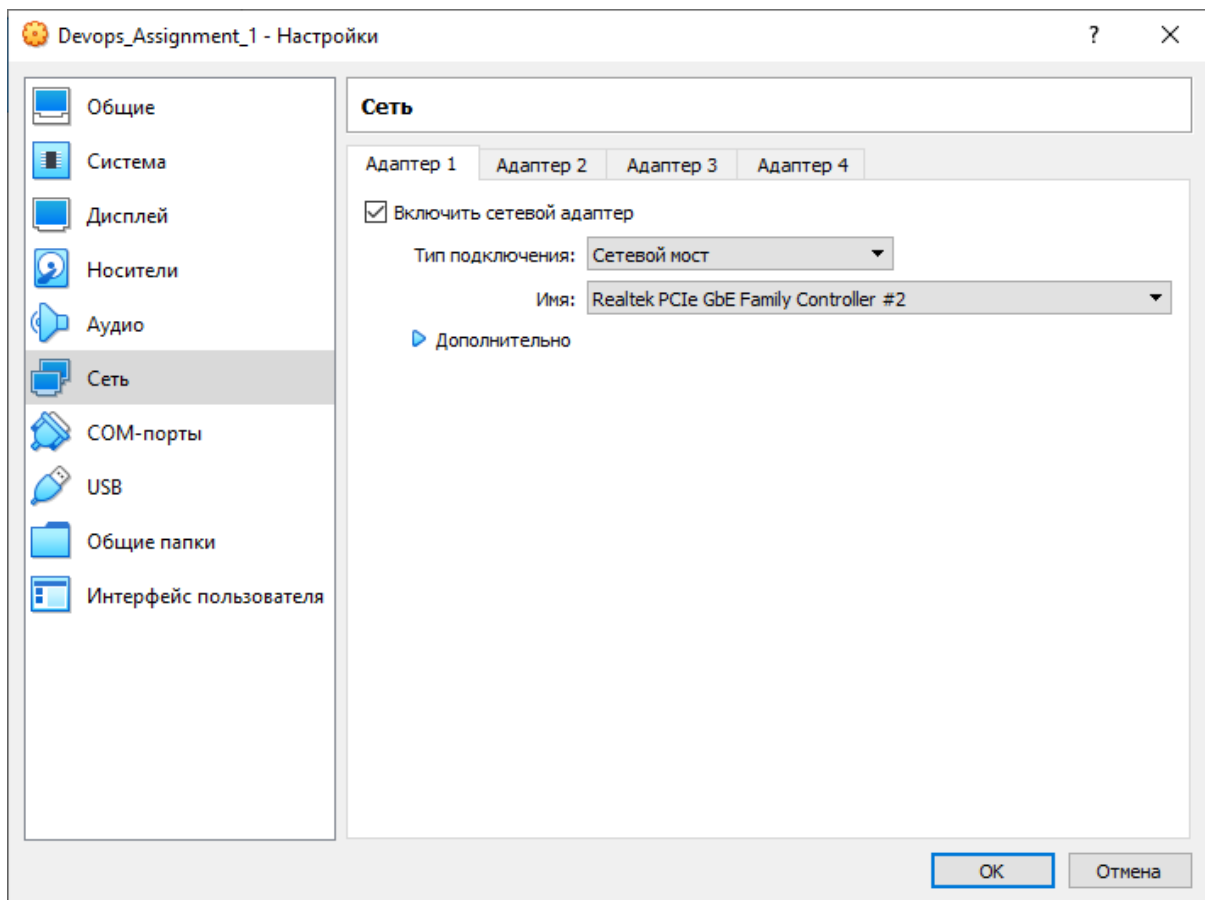 Devops_Assignment_1 - Настройки
?
Общие
Система
Дисплей
Носители
Аудио
Сеть
COM-порты
USB
Общие папки
Интерфейс пользователя
Сеть
Адаптер 1 Адаптер 2 Адаптер 3 Адаптер 4
Включить сетевой адаптер
Тип подключения: Сетевой мост
Имя: Realtek PCIe GbE Family Controller #2
Дополнительно
OK Отмена